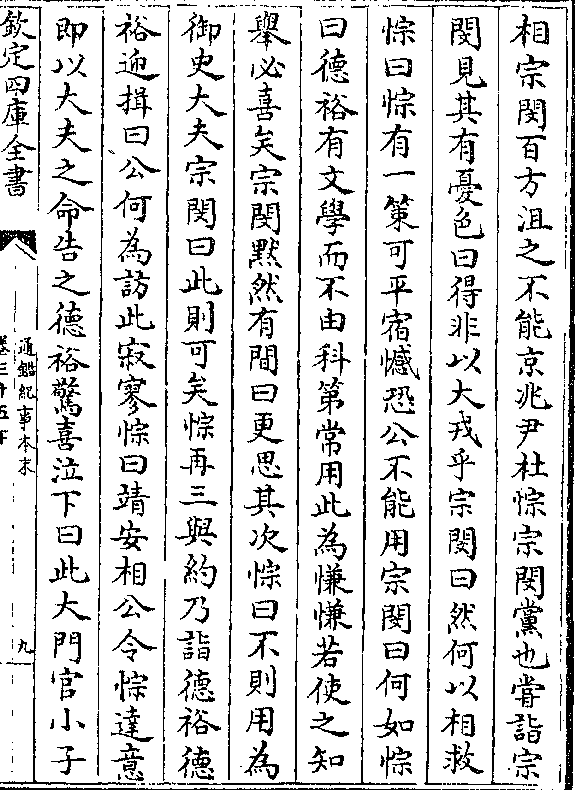 相宗閔百方沮之不能京兆尹杜悰宗閔黨也甞詣宗
閔見其有憂色曰得非以大戎乎宗閔曰然何以相救
悰曰悰有一策可平宿憾恐公不能用宗閔曰何如悰
曰德裕有文學而不由科第常用此為慊慊若使之知
舉必喜矣宗閔黙然有間曰更思其次悰曰不則用為
御史大夫宗閔曰此則可矣悰再三與約乃詣德裕德
裕迎揖曰公何為訪此寂寥悰曰靖安相公令悰達意
即以大夫之命告之德裕驚喜泣下曰此大門官小子
欽定四庫全書
通鑑紀事本末
卷三十五下
九